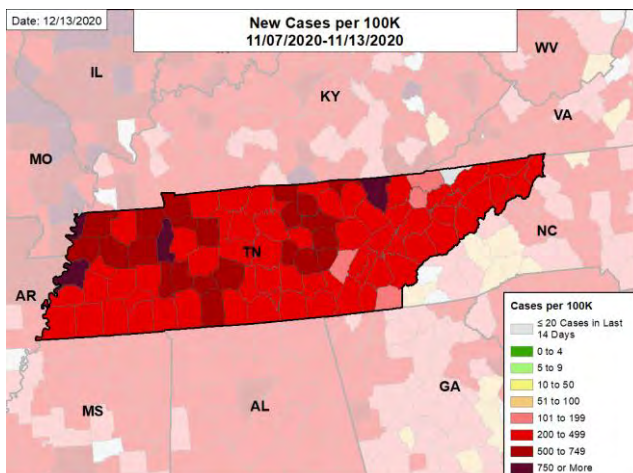 Date: 12/13/2020
New Cases per 100K
11/07/2020-11/13/2020
WV
IL
KY
VA
MO
TN
NC
AR
Cases per 100K
≤ 20 Cases in Last
14 Days
0 to 4
5 to 9
10 to 50
51 to 100
101 to 199
200 to 499
500 to 749
750 or More
GA
MS
AL